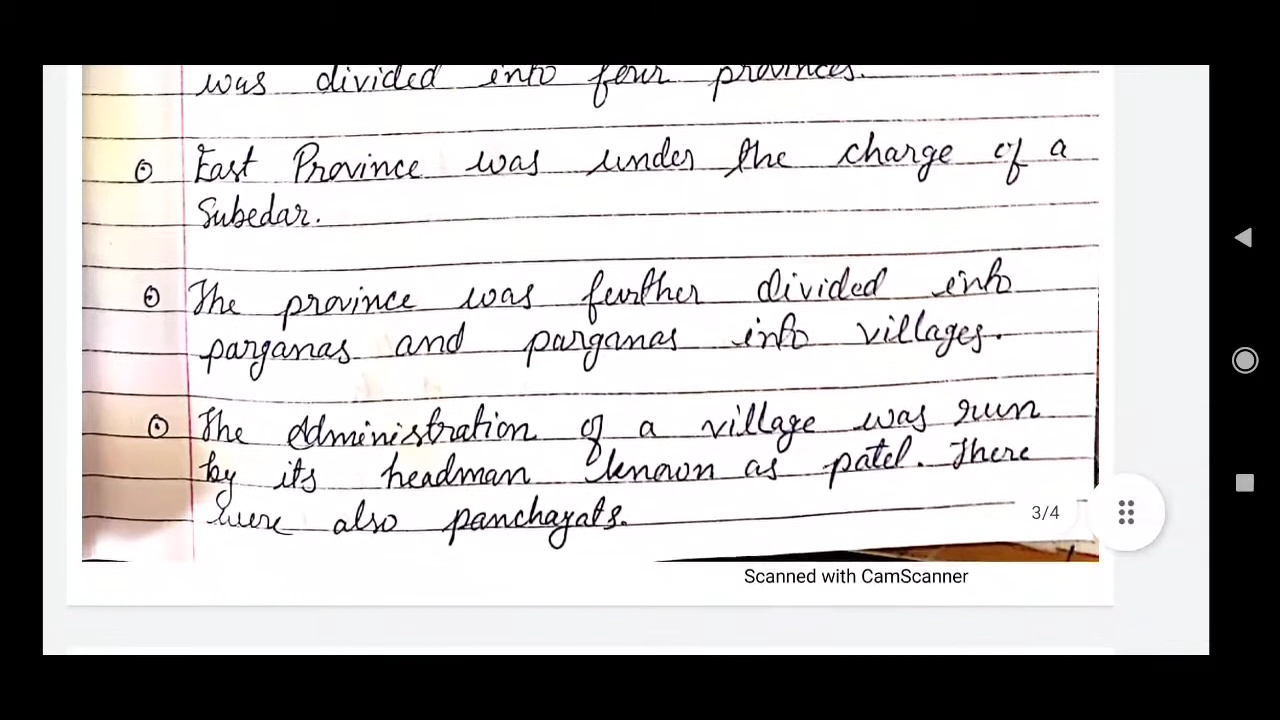 was divided into four provinces.
East Province was under the charge of a
Subedar.
The province was further divided into
parganas and parganas into villages.
The Administration of a village was run
by its headman known as patel. There
were also panchayats.
3/4
Scanned with CamScanner